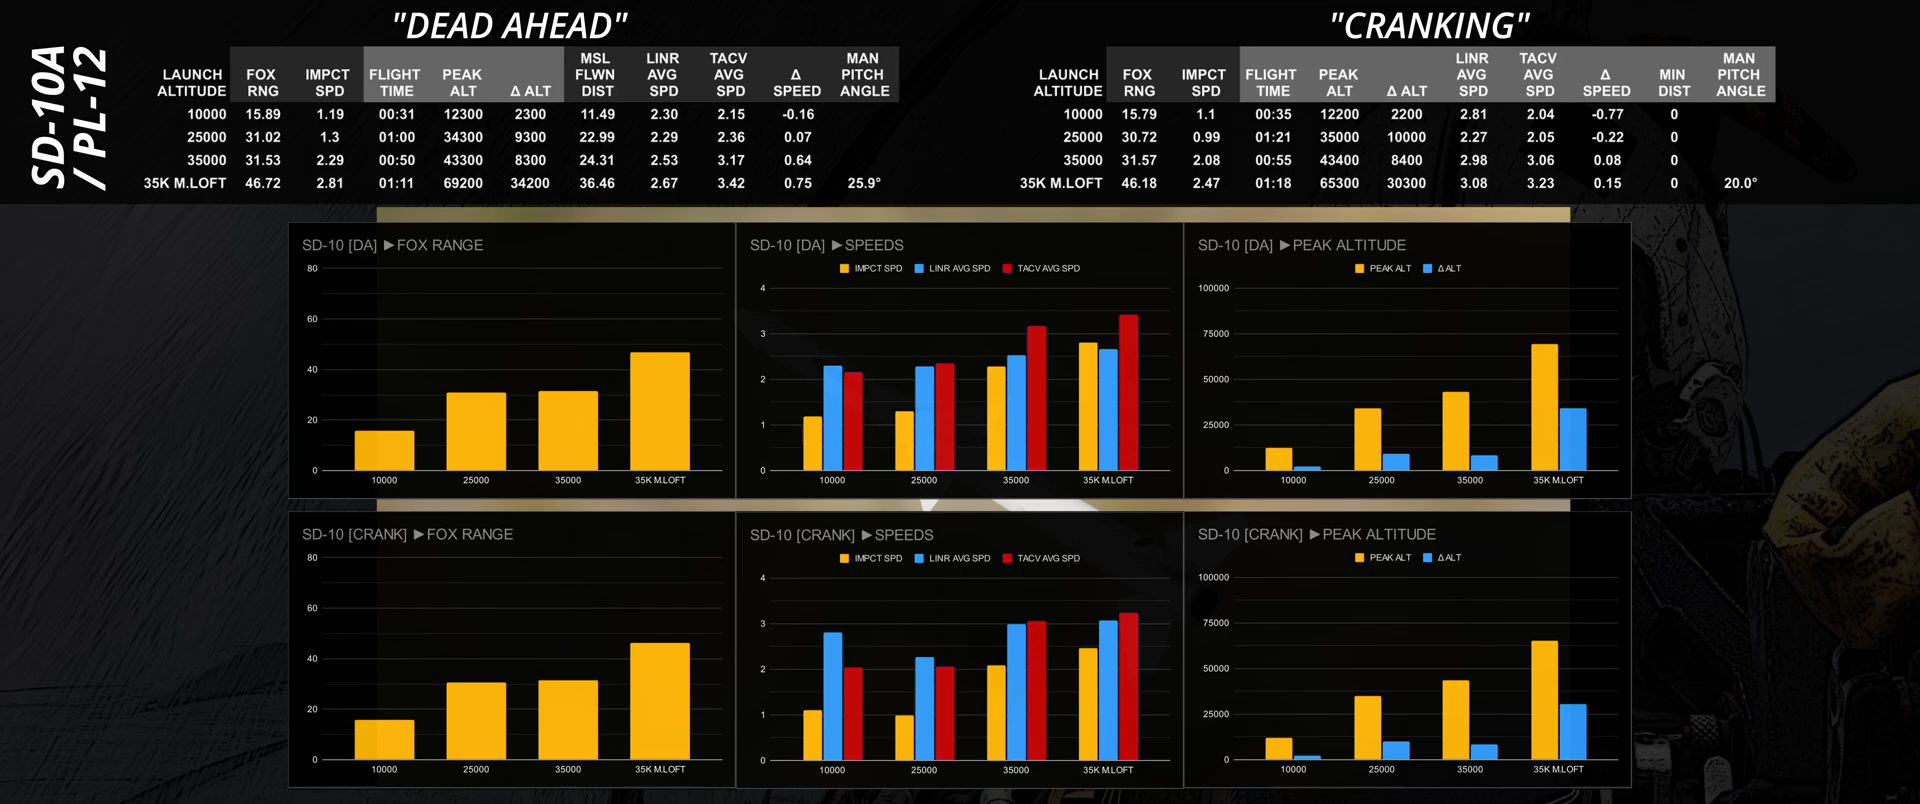 SD-10A
/ PL-12
"DEAD AHEAD"
LAUNCH ALTITUDE FOX RNG IMPCT SPD FLIGHT TIME PEAK ALT Δ ALT MSL FLWN DIST LINR AVG SPD TACV AVG SPD Δ SPEED MAN PITCH ANGLE
10000 15.89 1.19 00:31 12300 2300 11.49 2.30 2.15 -0.16
25000 31.02 1.3 01:00 34300 9300 22.99 2.29 2.36 0.07
35000 31.53 2.29 00:50 43300 8300 24.31 2.53 3.17 0.64
35K M.LOFT 46.72 2.81 01:11 69200 34200 36.46 2.67 3.42 0.75 25.9°
"CRANKING"
LAUNCH ALTITUDE FOX RNG IMPCT SPD FLIGHT TIME PEAK ALT Δ ALT LINR AVG SPD TACV AVG SPD Δ SPEED MIN DIST MAN PITCH ANGLE
10000 15.79 1.1 00:35 12200 2200 2.81 2.04 -0.77 0
25000 30.72 0.99 01:21 35000 10000 2.27 2.05 -0.22 0
35000 31.57 2.08 00:55 43400 8400 2.98 3.06 0.08 0
35K M.LOFT 46.18 2.47 01:18 65300 30300 3.08 3.23 0.15 0 20.0°
SD-10 [DA] ►FOX RANGE
80
60
40
20
0
10000 25000 35000 35K M.LOFT
SD-10 [DA] ►SPEEDS
IMPCT SPD LINR AVG SPD TACV AVG SPD
4
3
2
1
0
10000 25000 35000 35K M.LOFT
SD-10 [DA] ►PEAK ALTITUDE
PEAK ALT Δ ALT
100000
75000
50000
25000
0
10000 25000 35000 35K M.LOFT
SD-10 [CRANK] ►FOX RANGE
80
60
40
20
0
10000 25000 35000 35K M.LOFT
SD-10 [CRANK] ►SPEEDS
IMPCT SPD LINR AVG SPD TACV AVG SPD
4
3
2
1
0
10000 25000 35000 35K M.LOFT
SD-10 [CRANK] ►PEAK ALTITUDE
PEAK ALT Δ ALT
100000
75000
50000
25000
0
10000 25000 35000 35K M.LOFT